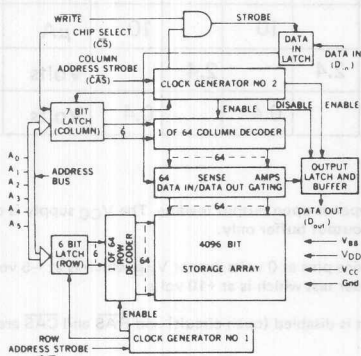 WRITE
STROBE
CHIP SELECT
(CS)
DATA
IN
LATCH
DATA IN
(Din)
COLUMN
ADDRESS STROBE
(CAS)
CLOCK GENERATOR NO 2
ENABLE
DISABLE
ENABLE
7 BIT
LATCH
(COLUMN)
6
1 OF 64 COLUMN DECODER
64
A0
A1
A2
A3
A4
A5
ADDRESS
BUS
64 SENSE AMPS
DATA IN/DATA OUT GATING
OUTPUT
LATCH AND
BUFFER
64
DATA OUT
(Dout)
6 BIT
LATCH
(ROW)
6
1 OF 64
ROW
DECODER
64
4096 BIT
STORAGE ARRAY
VBB
VDD
VCC
Gnd
ENABLE
ROW
ADDRESS STROBE
CLOCK GENERATOR NO 1